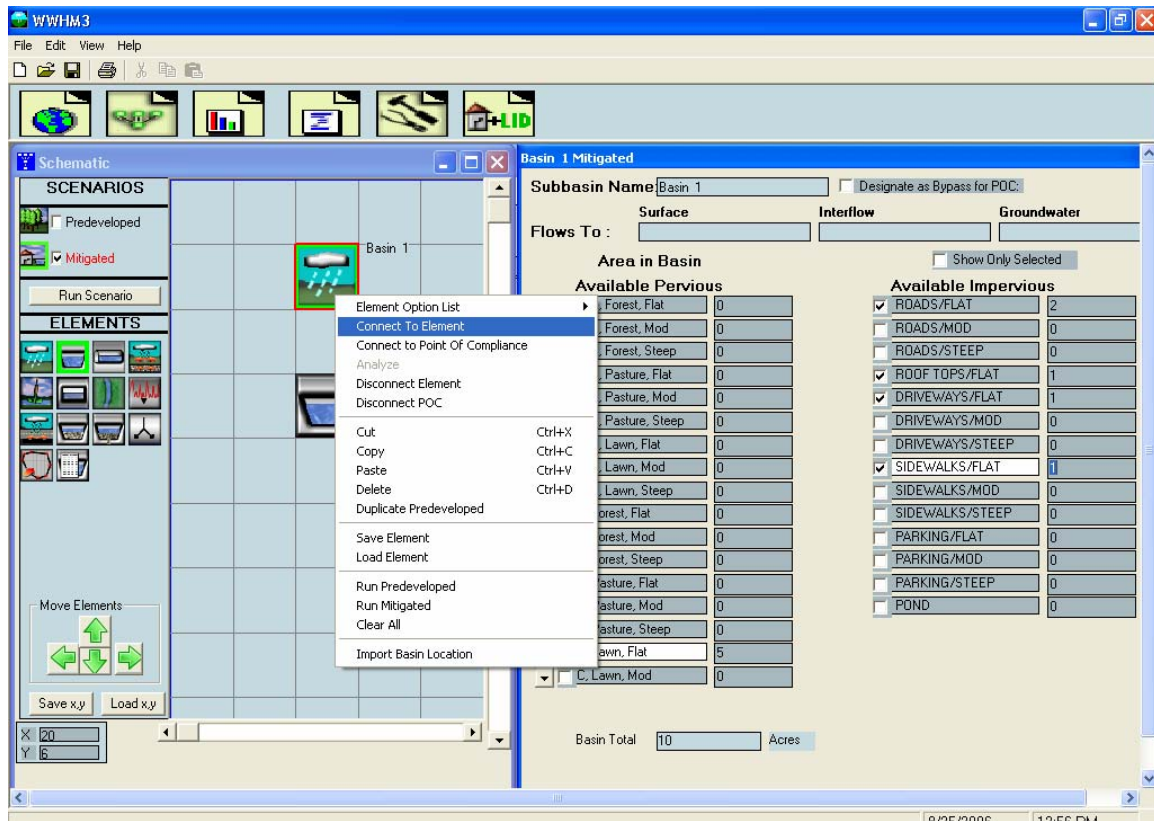 WWHM3
File Edit View Help
+LID
Schematic
SCENARIOS
Predeveloped
Mitigated
Run Scenario
ELEMENTS
Move Elements
Save x,y Load x,y
X 20
Y 6
Basin 1
Element Option List
Connect To Element
Connect to Point Of Compliance
Analyze
Disconnect Element
Disconnect POC
Cut Ctrl+X
Copy Ctrl+C
Paste Ctrl+V
Delete Ctrl+D
Duplicate Predeveloped
Save Element
Load Element
Run Predeveloped
Run Mitigated
Clear All
Import Basin Location
Basin 1 Mitigated
Subbasin Name: Basin 1 Designate as Bypass for POC:
Surface Interflow Groundwater
Flows To :
Area in Basin Show Only Selected
Available Pervious Available Impervious
, Forest, Flat 0 ROADS/FLAT 2
, Forest, Mod 0 ROADS/MOD 0
, Forest, Steep 0 ROADS/STEEP 0
, Pasture, Flat 0 ROOF TOPS/FLAT 1
, Pasture, Mod 0 DRIVEWAYS/FLAT 1
, Pasture, Steep 0 DRIVEWAYS/MOD 0
, Lawn, Flat 0 DRIVEWAYS/STEEP 0
, Lawn, Mod 0 SIDEWALKS/FLAT 1
, Lawn, Steep 0 SIDEWALKS/MOD 0
orest, Flat 0 SIDEWALKS/STEEP 0
orest, Mod 0 PARKING/FLAT 0
orest, Steep 0 PARKING/MOD 0
asture, Flat 0 PARKING/STEEP 0
asture, Mod 0 POND 0
asture, Steep 0
awn, Flat 5
C, Lawn, Mod 0
Basin Total 10 Acres
8/25/2006 12:56 PM